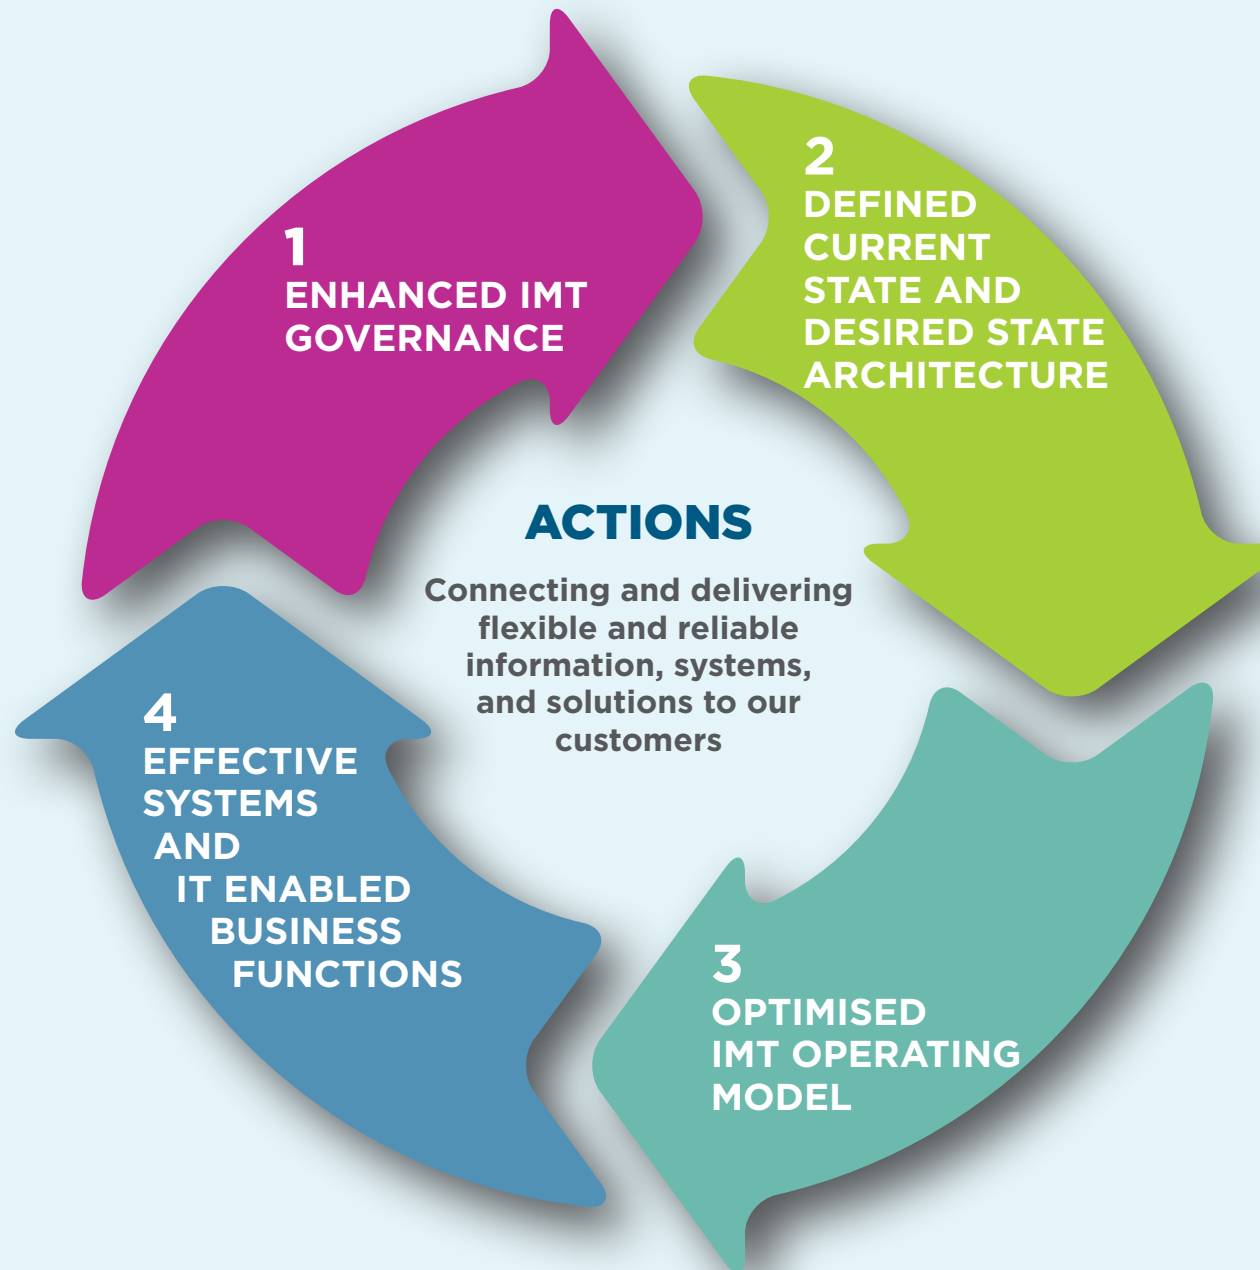 1
ENHANCED IMT
GOVERNANCE
2
DEFINED
CURRENT
STATE AND
DESIRED STATE
ARCHITECTURE
ACTIONS
Connecting and delivering
flexible and reliable
information, systems,
and solutions to our
customers
3
OPTIMISED
IMT OPERATING
MODEL
4
EFFECTIVE
SYSTEMS
AND
IT ENABLED
BUSINESS
FUNCTIONS